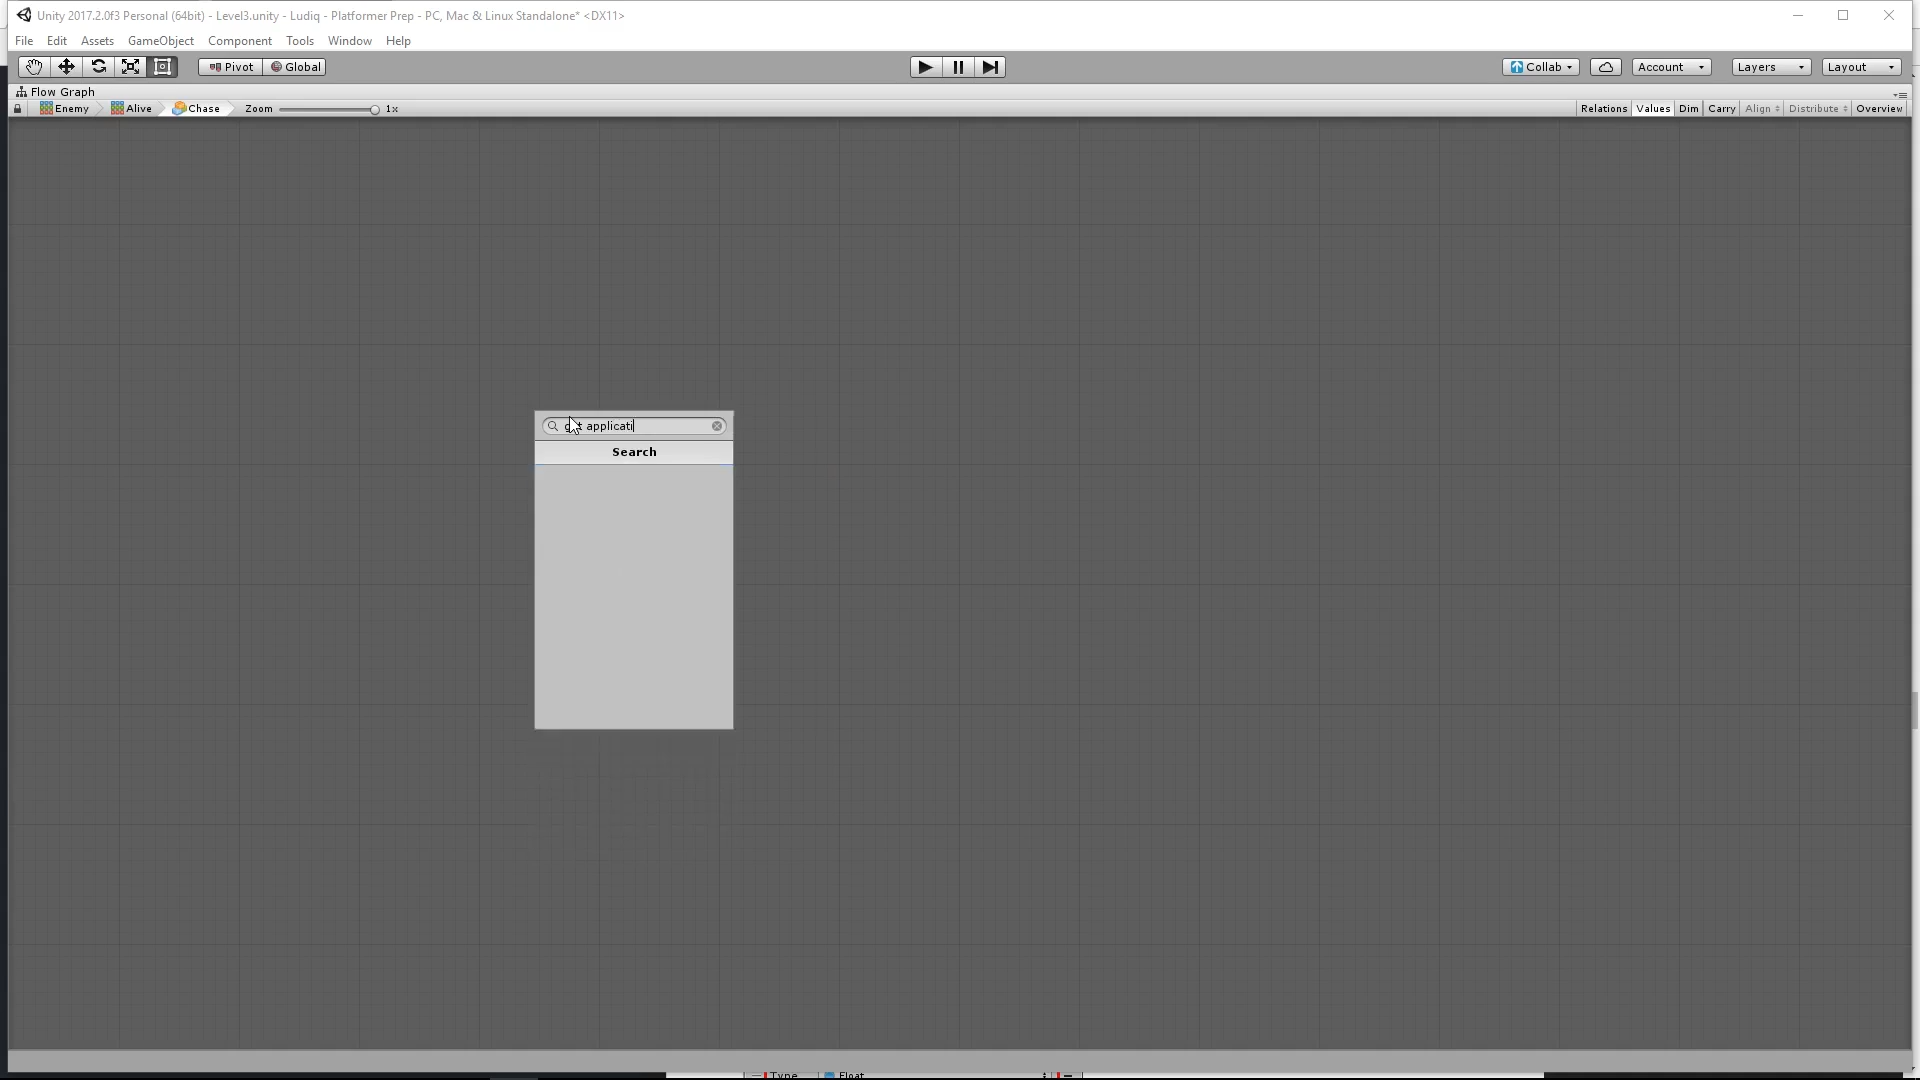 Unity 2017.2.0f3 Personal (64bit) - Level3.unity - Ludiq - Platformer Prep - PC, Mac & Linux Standalone* <DX11>
File Edit Assets GameObject Component Tools Window Help
Pivot Global Collab Account Layers Layout
Flow Graph
Enemy Alive Chase Zoom 1x Relations Values Dim Carry Align Distribute Overview
applicati
Search
Type Float